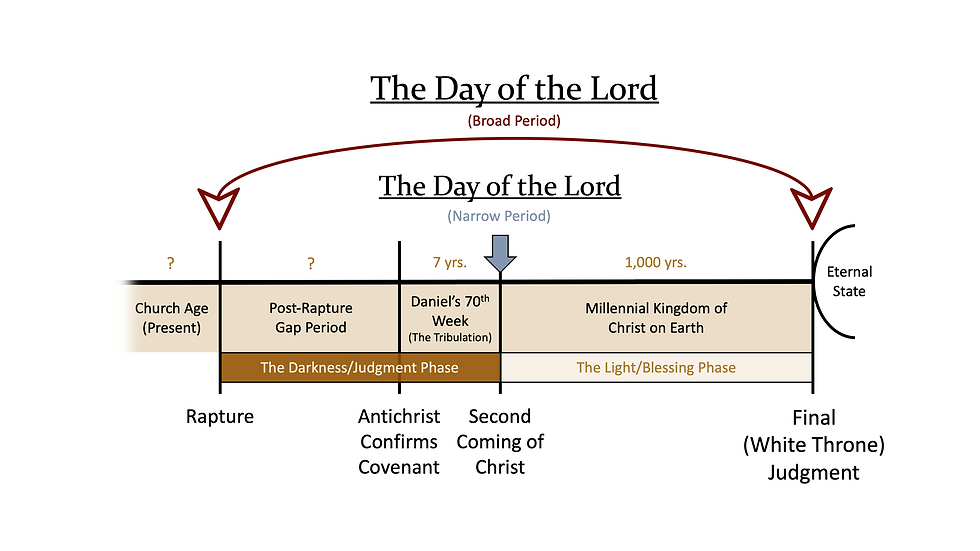 The Day of the Lord
(Broad Period)
The Day of the Lord
(Narrow Period)
?
?
7 yrs.
1,000 yrs.
Church Age
(Present)
Post-Rapture
Gap Period
Daniel's 70th
Week
(The Tribulation)
Millennial Kingdom of
Christ on Earth
Eternal
State
The Darkness/Judgment Phase
The Light/Blessing Phase
Rapture
Antichrist
Confirms
Covenant
Second
Coming of
Christ
Final
(White Throne)
Judgment